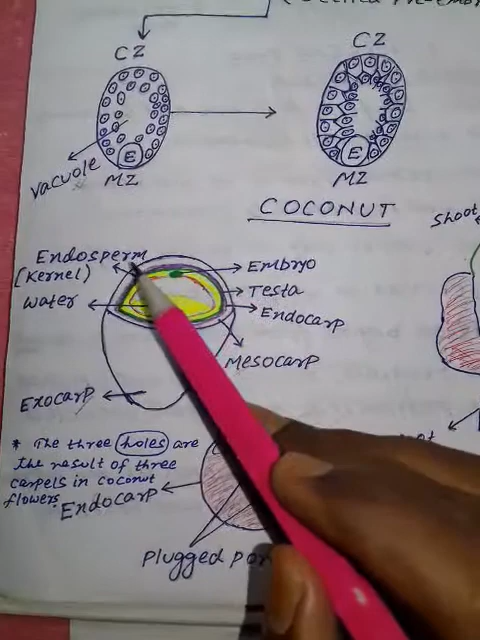 CZ
CZ
E
E
vacuole
MZ
MZ
COCONUT
Shoot
Endosperm
(Kernel)
Embryo
Testa
water
Endocarp
Mesocarp
Exocarp
* The three holes are
the result of three
carpels in coconut
flowers.
Endocarp
Plugged